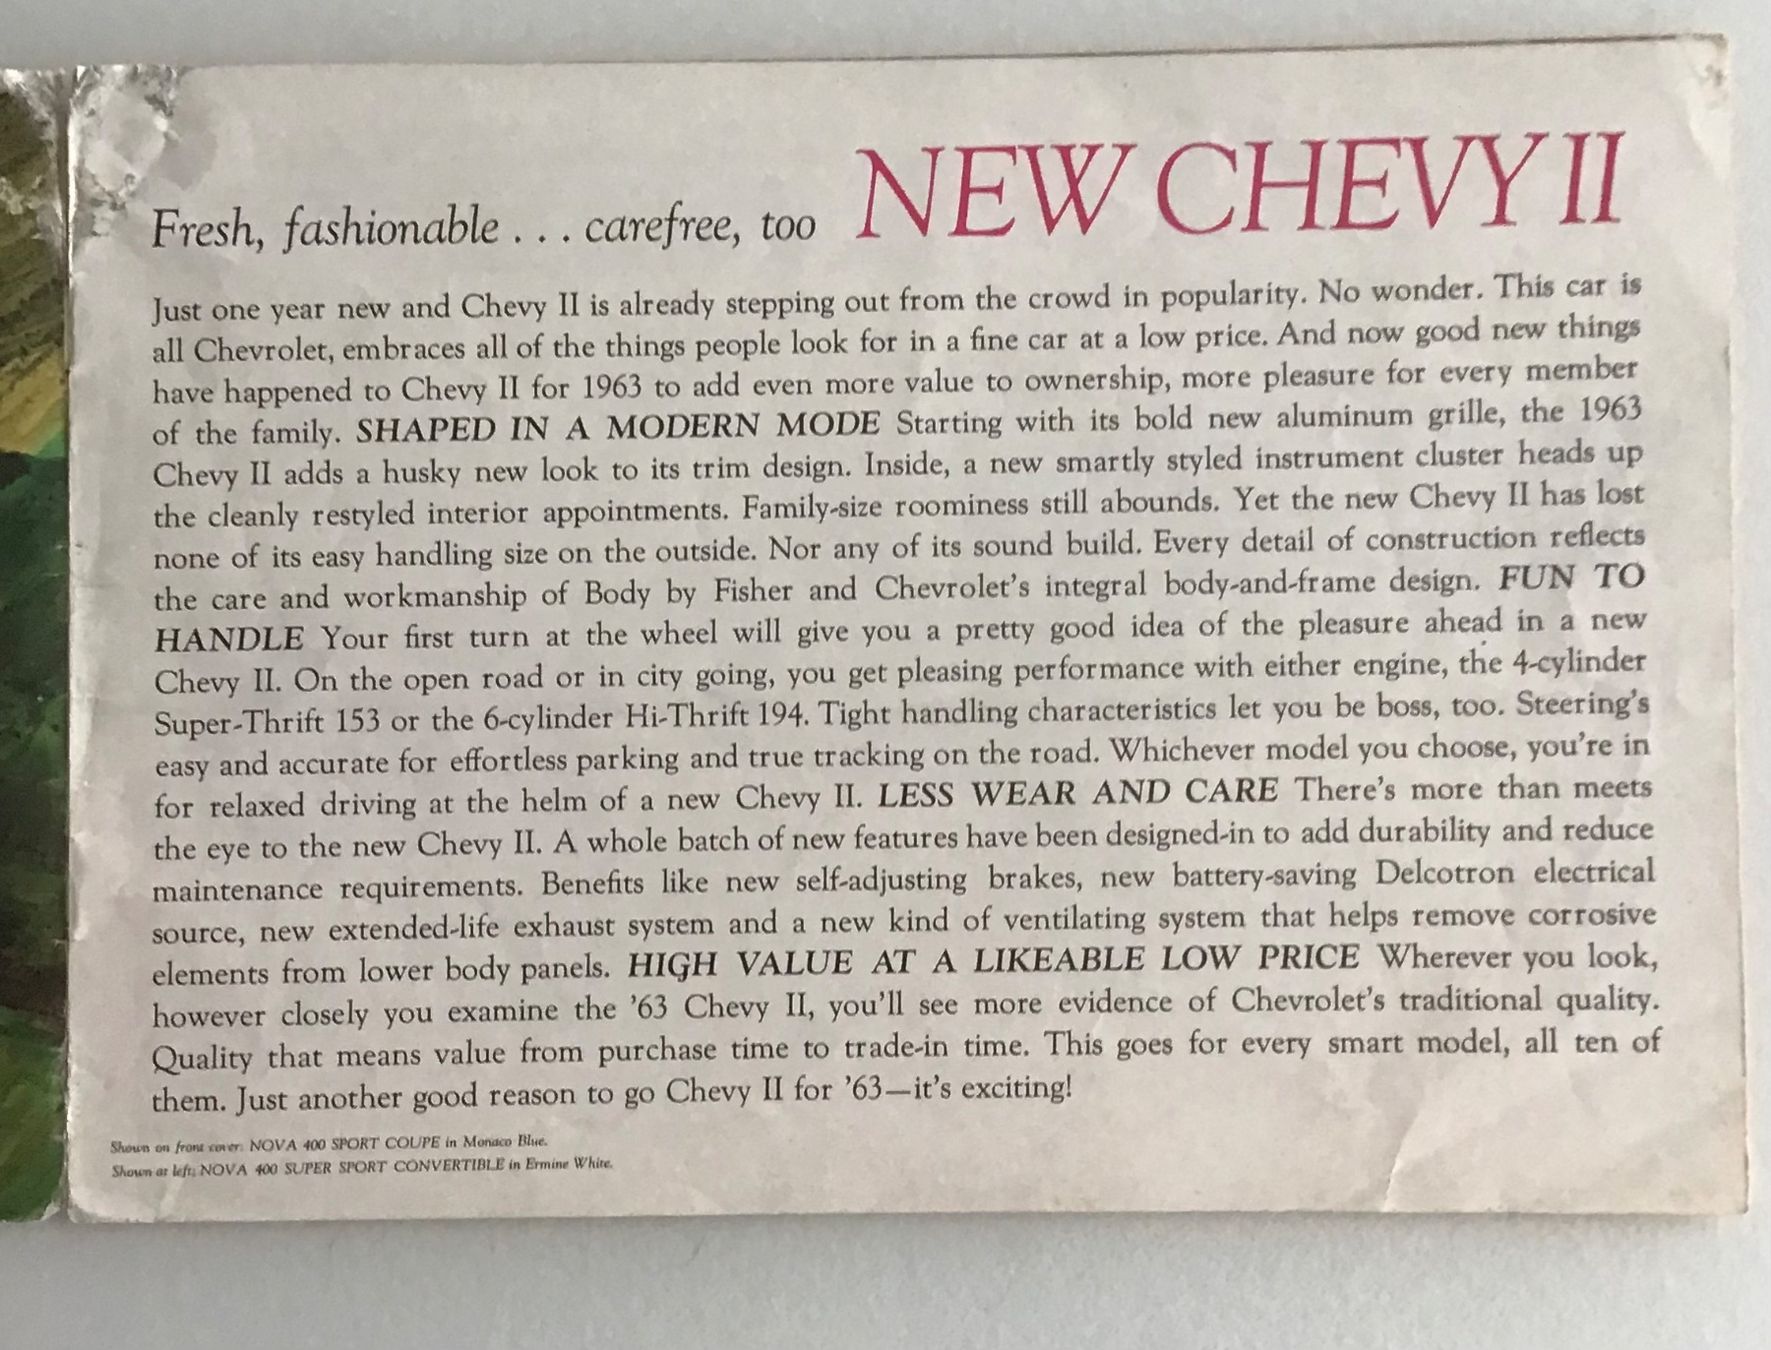 Fresh, fashionable . . . carefree, too NEW CHEVY II
Just one year new and Chevy II is already stepping out from the crowd in popularity. No wonder. This car is
all Chevrolet, embraces all of the things people look for in a fine car at a low price. And now good new things
have happened to Chevy II for 1963 to add even more value to ownership, more pleasure for every member
of the family. SHAPED IN A MODERN MODE Starting with its bold new aluminum grille, the 1963
Chevy II adds a husky new look to its trim design. Inside, a new smartly styled instrument cluster heads up
the cleanly restyled interior appointments. Family-size roominess still abounds. Yet the new Chevy II has lost
none of its easy handling size on the outside. Nor any of its sound build. Every detail of construction reflects
the care and workmanship of Body by Fisher and Chevrolet's integral body-and-frame design. FUN TO
HANDLE Your first turn at the wheel will give you a pretty good idea of the pleasure ahead in a new
Chevy II. On the open road or in city going, you get pleasing performance with either engine, the 4-cylinder
Super-Thrift 153 or the 6-cylinder Hi-Thrift 194. Tight handling characteristics let you be boss, too. Steering's
easy and accurate for effortless parking and true tracking on the road. Whichever model you choose, you're in
for relaxed driving at the helm of a new Chevy II. LESS WEAR AND CARE There's more than meets
the eye to the new Chevy II. A whole batch of new features have been designed-in to add durability and reduce
maintenance requirements. Benefits like new self-adjusting brakes, new battery-saving Delcotron electrical
source, new extended-life exhaust system and a new kind of ventilating system that helps remove corrosive
elements from lower body panels. HIGH VALUE AT A LIKEABLE LOW PRICE Wherever you look,
however closely you examine the '63 Chevy II, you'll see more evidence of Chevrolet's traditional quality.
Quality that means value from purchase time to trade-in time. This goes for every smart model, all ten of
them. Just another good reason to go Chevy II for '63—it's exciting!
Shown on front cover: NOVA 400 SPORT COUPE in Monaco Blue.
Shown at left: NOVA 400 SUPER SPORT CONVERTIBLE in Ermine White.